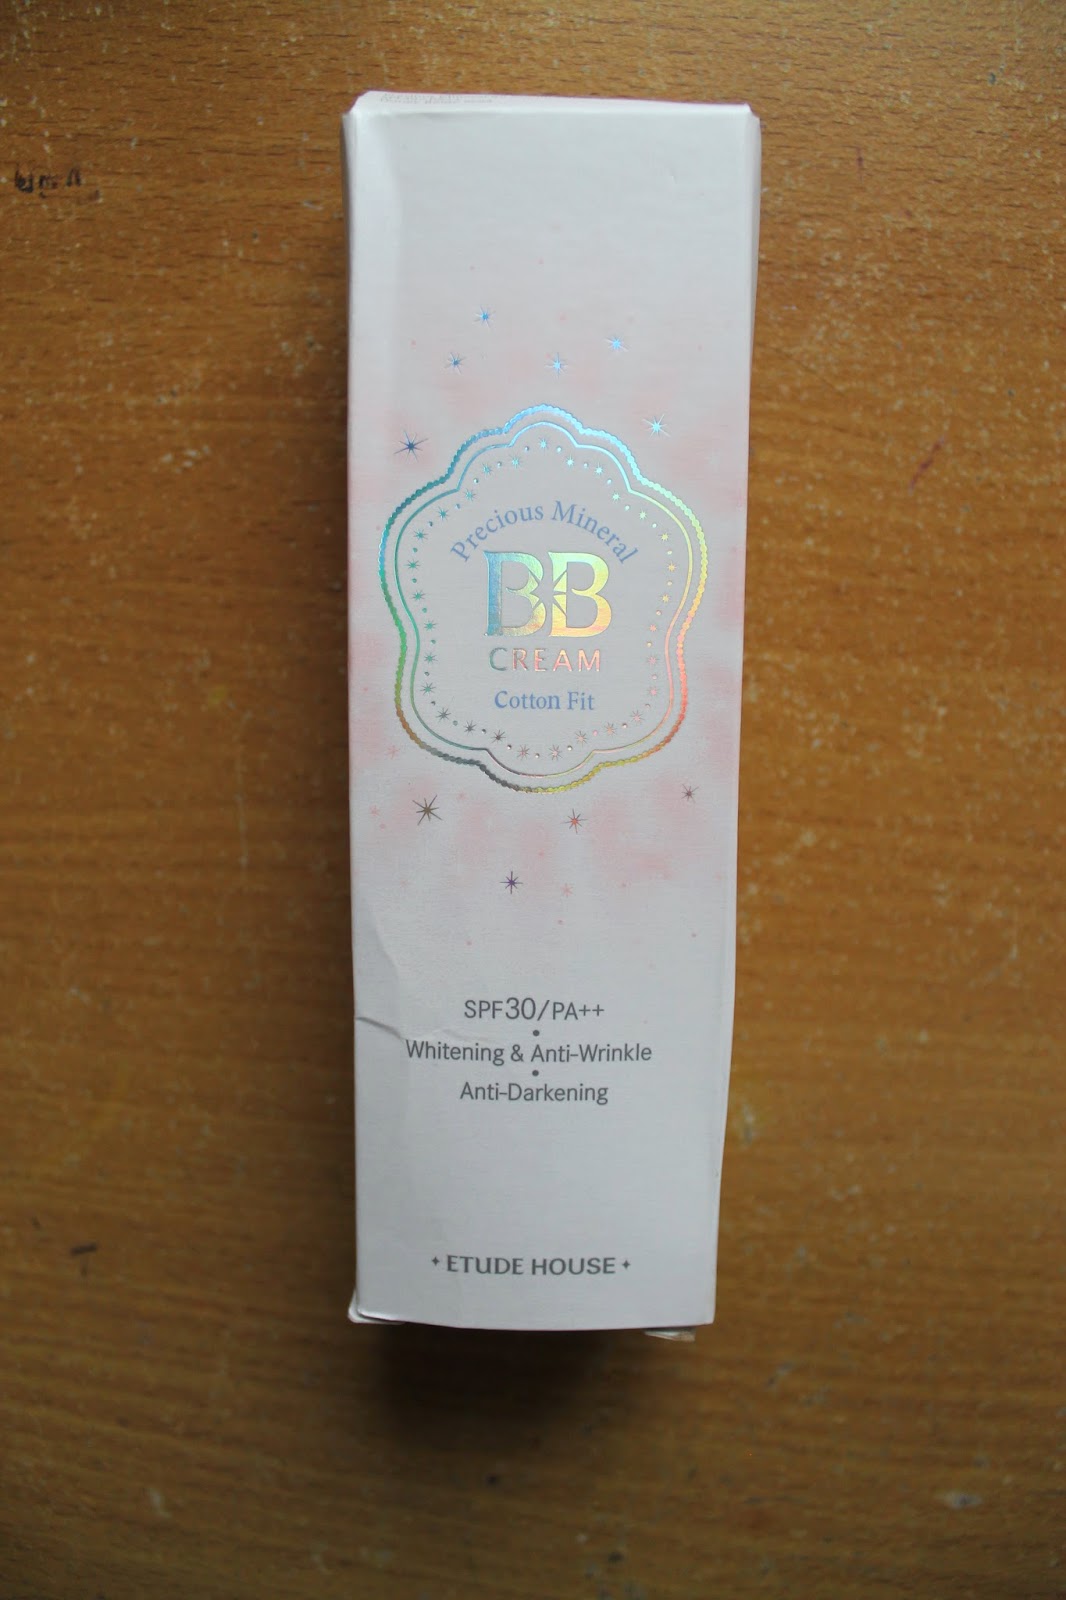 Precious Mineral
BB
CREAM
Cotton Fit
SPF30/PA++
Whitening & Anti-Wrinkle
Anti-Darkening
ETUDE HOUSE